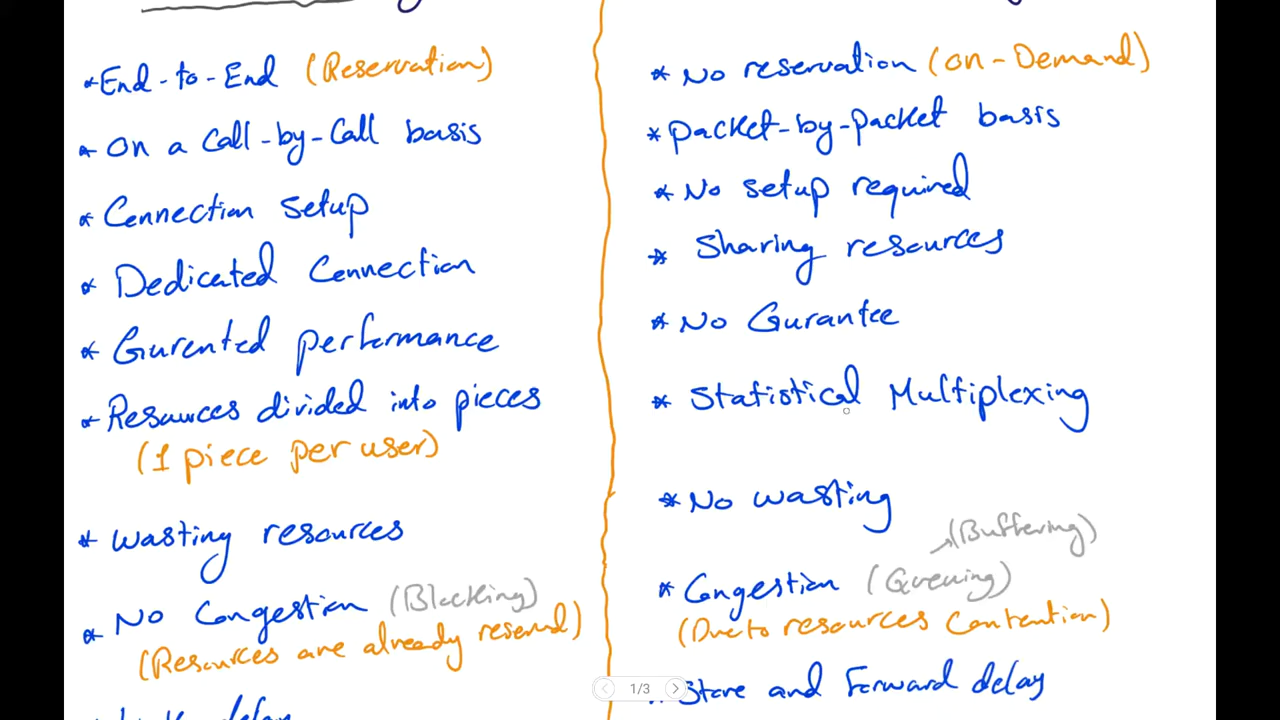 * End-to-End (Reservation)
* On a Call-by-Call basis
* Connection setup
* Dedicated Connection
* Gurented performance
* Resources divided into pieces
(1 piece per user)
* Wasting resources
* No Congestion (Blocking)
(Resources are already reserved)
* No reservation (on-Demand)
* packet-by-packet basis
* No setup required
* Sharing resources
* No Gurantee
* Statistical Multiplexing
* No wasting
(Buffering)
* Congestion (Queuing)
(Due to resources Contention)
* Store and Forward delay
1/3